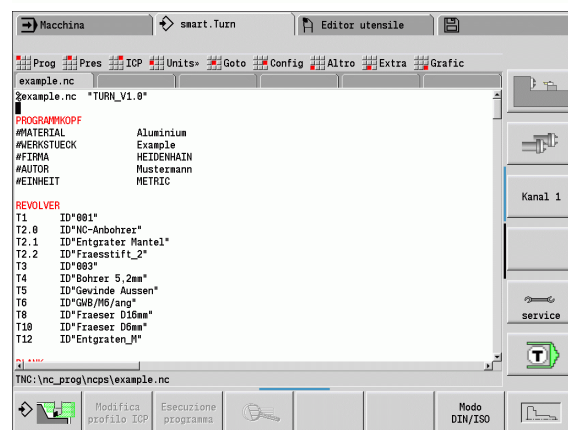 Macchina smart.Turn Editor utensile
Prog Pres ICP Units» Goto Config Altro Extra Grafic
example.nc
%example.nc "TURN_V1.0"
PROGRAMMKOPF
#MATERIAL Aluminium
#WERKSTUECK Example
#FIRMA HEIDENHAIN
#AUTOR Mustermann
#EINHEIT METRIC
REVOLVER
T1 ID"001"
T2.0 ID"NC-Anbohrer"
T2.1 ID"Entgrater Mantel"
T2.2 ID"Fraesstift_2"
T3 ID"003"
T4 ID"Bohrer 5,2mm"
T5 ID"Gewinde Aussen"
T6 ID"GWB/M6/ang"
T8 ID"Fraeser D16mm"
T10 ID"Fraeser D6mm"
T12 ID"Entgraten_M"
TNC:\nc_prog\ncps\example.nc
Kanal 1
service
T
Modifica
profilo ICP
Esecuzione
programma
Modo
DIN/ISO